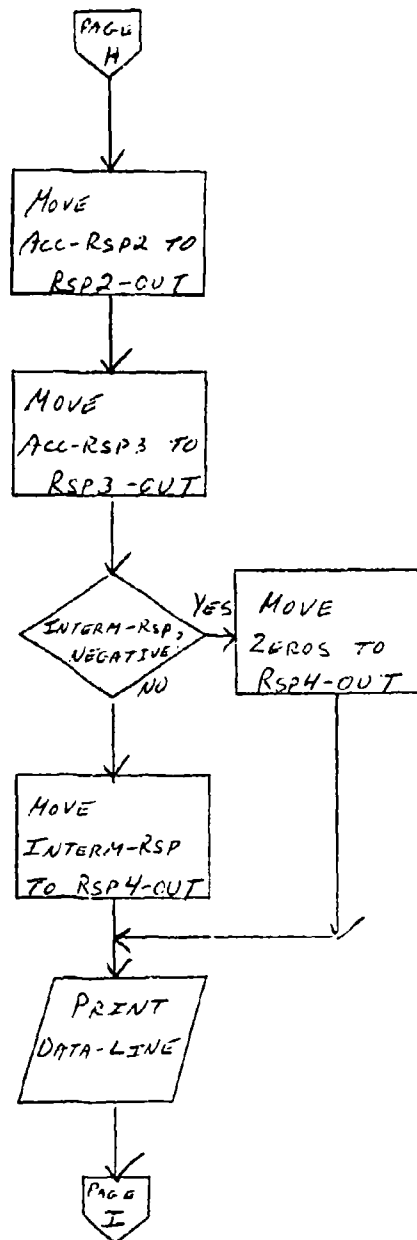 PAGE
H
MOVE
ACC-RSP2 TO
RSP2-OUT
MOVE
ACC-RSP3 TO
RSP3-OUT
INTERM-RSP
NEGATIVE
YES
NO
MOVE
ZEROS TO
RSP4-OUT
MOVE
INTERM-RSP
TO RSP4-OUT
PRINT
DATA-LINE
PAGE
I